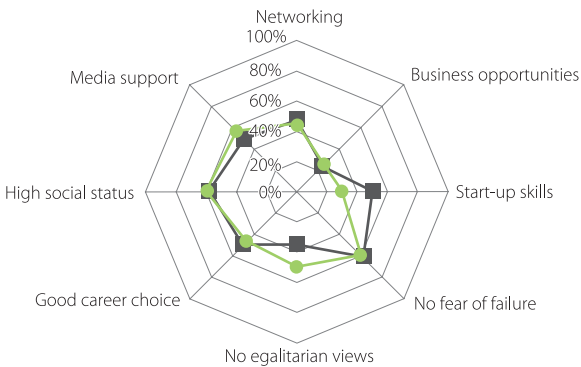 Networking
100%
Media support
80%
Business opportunities
60%
40%
20%
High social status
0%
Start-up skills
Good career choice
No fear of failure
No egalitarian views